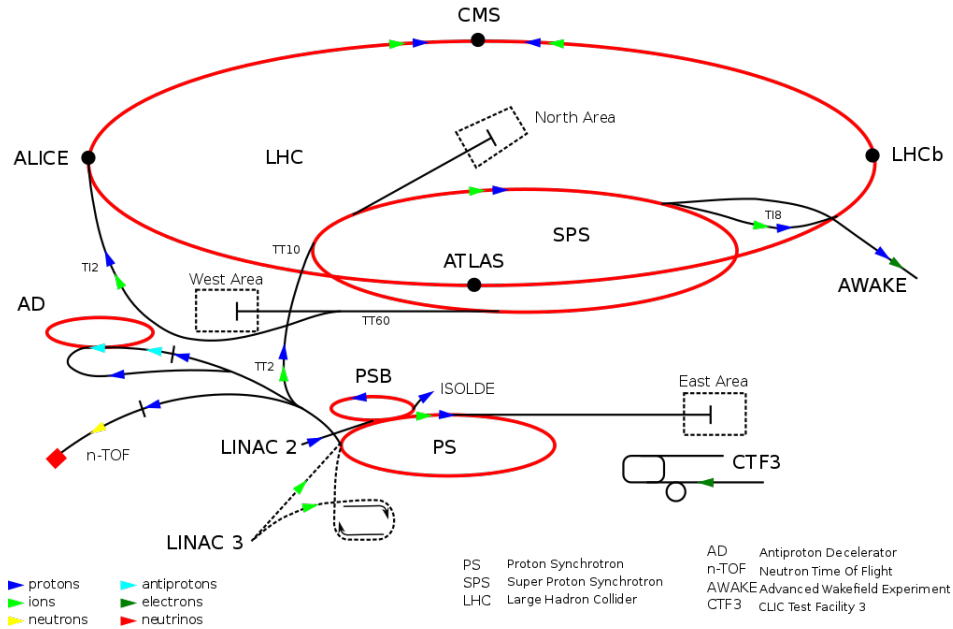 CMS
North Area
ALICE
LHC
LHCb
TI8
SPS
TT10
ATLAS
TI2
West Area
AWAKE
AD
TT60
TT2
PSB
ISOLDE
East Area
LINAC 2
PS
n-TOF
CTF3
LINAC 3
protons
ions
neutrons
antiprotons
electrons
neutrinos
PS Proton Synchrotron
SPS Super Proton Synchrotron
LHC Large Hadron Collider
AD Antiproton Decelerator
n-TOF Neutron Time Of Flight
AWAKE Advanced Wakefield Experiment
CTF3 CLIC Test Facility 3